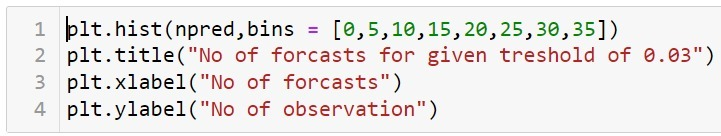 1 plt.hist(npred,bins = [0,5,10,15,20,25,30,35])
2 plt.title("No of forcasts for given treshold of 0.03")
3 plt.xlabel("No of forcasts")
4 plt.ylabel("No of observation")